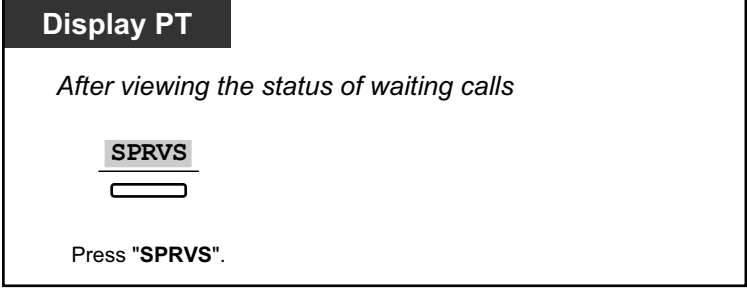 Display PT
After viewing the status of waiting calls
SPRVS
Press "SPRVS".